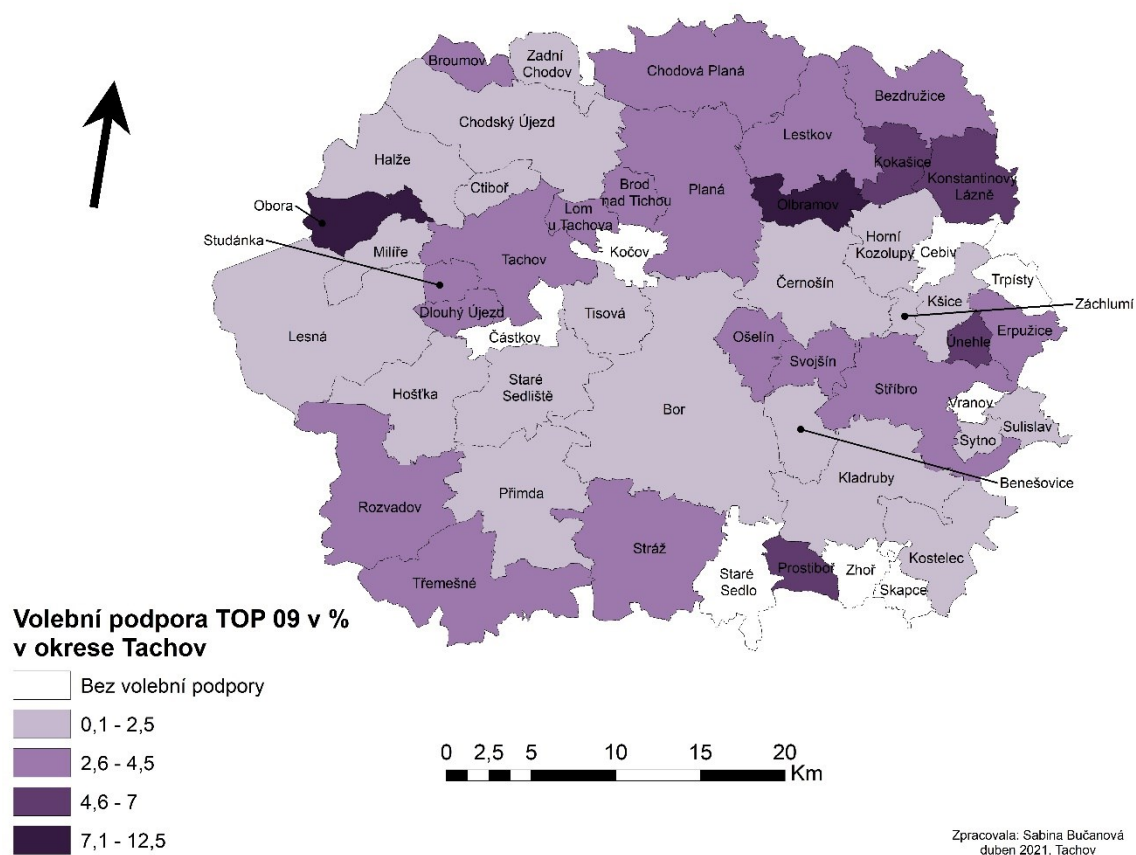 Broumov
Zadní
Chodov
Chodová Planá
Bezdružice
Chodský Újezd
Lestkov
Halže
Kokašice
Konstantinovy
Lázně
Ctiboř
Brod
nad Tichou
Planá
Obora
Olbramov
Lom
u Tachova
Studánka
Milíře
Kočov
Horní
Kozolupy
Cebiv
Tachov
Trpísty
Černošín
Záchlumí
Kšice
Dlouhý Újezd
Tisová
Lesná
Částkov
Ošelín
Únehle
Erpužice
Svojšín
Hošťka
Staré
Sedliště
Stříbro
Bor
Vranov
Sulislav
Sytno
Kladruby
Benešovice
Přimda
Rozvadov
Stráž
Kostelec
Třemešné
Staré
Sedlo
Prostiboř
Zhoř
Skapce
Volební podpora TOP 09 v %
v okrese Tachov
Bez volební podpory
0,1 - 2,5
2,6 - 4,5
4,6 - 7
7,1 - 12,5
0 2,5 5 10 15 20
Km
Zpracovala: Sabina Bučanová
duben 2021, Tachov